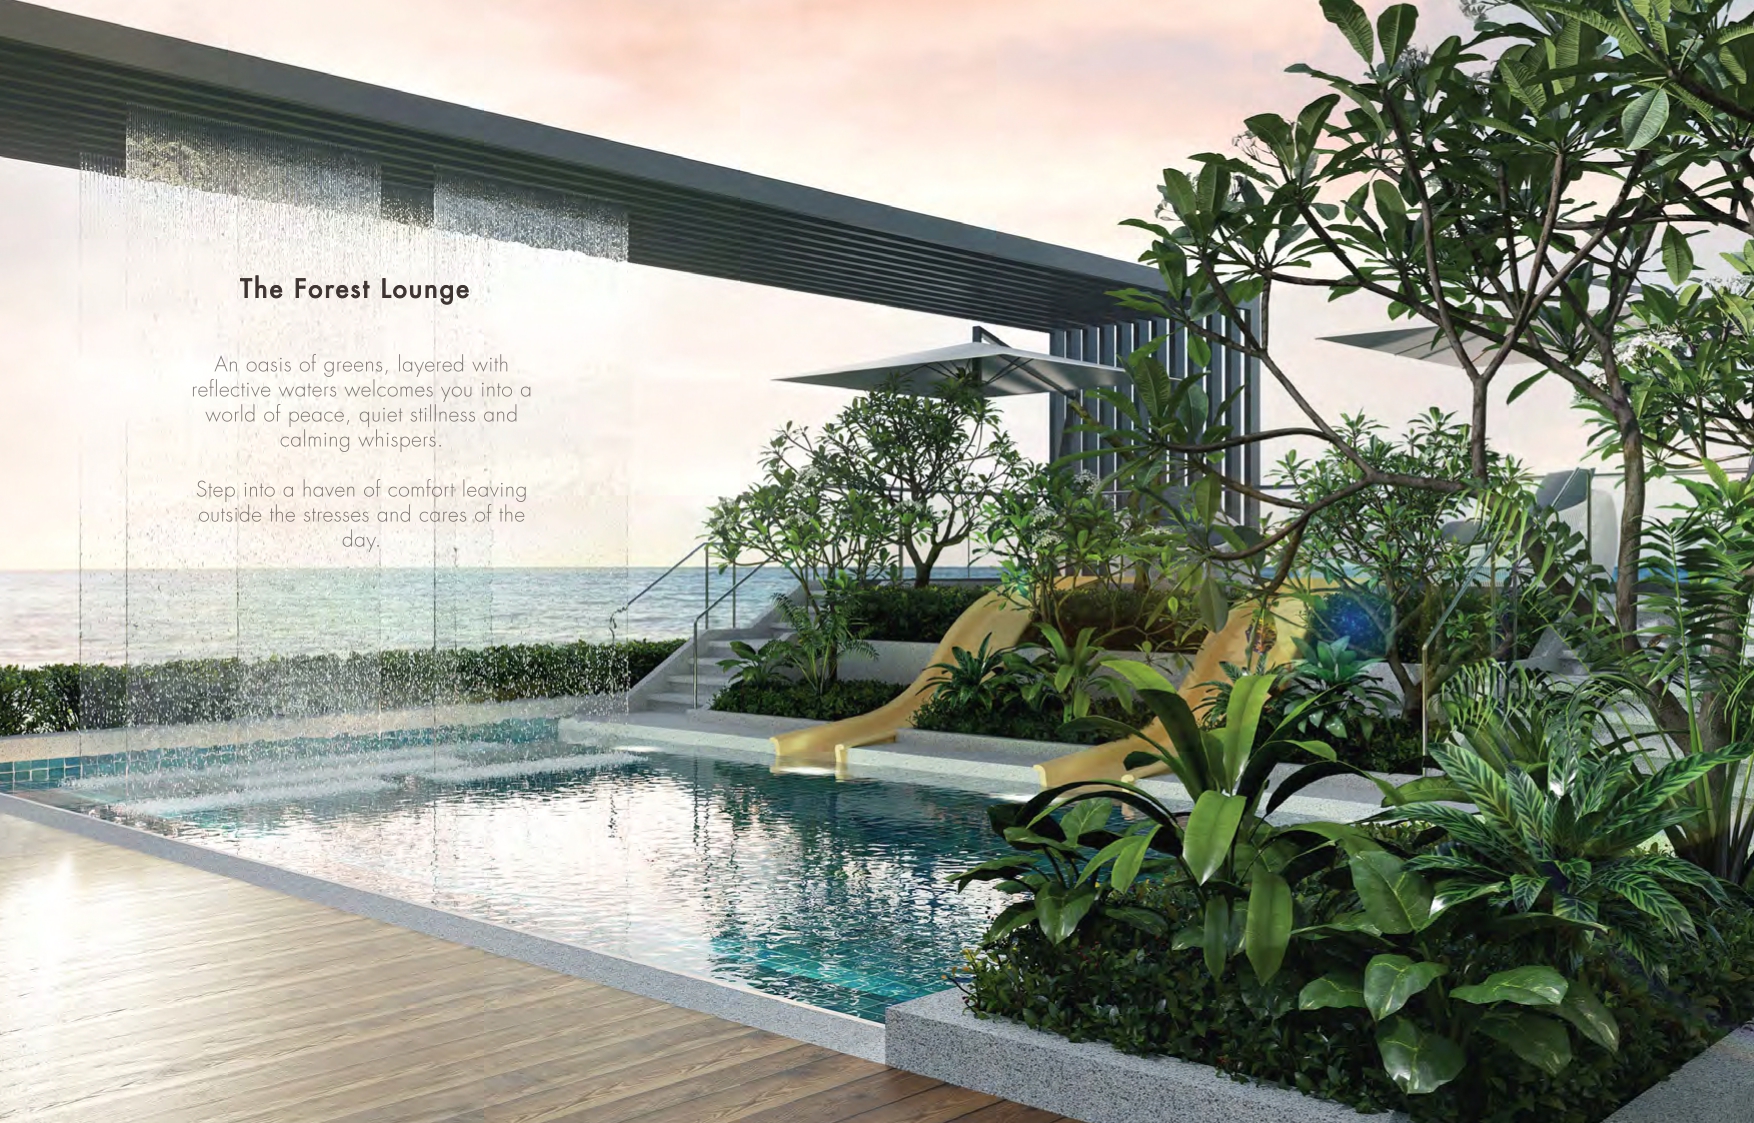 The Forest Lounge
An oasis of greens, layered with
reflective waters welcomes you into a
world of peace, quiet stillness and
calming whispers.
Step into a haven of comfort leaving
outside the stresses and cares of the
day.